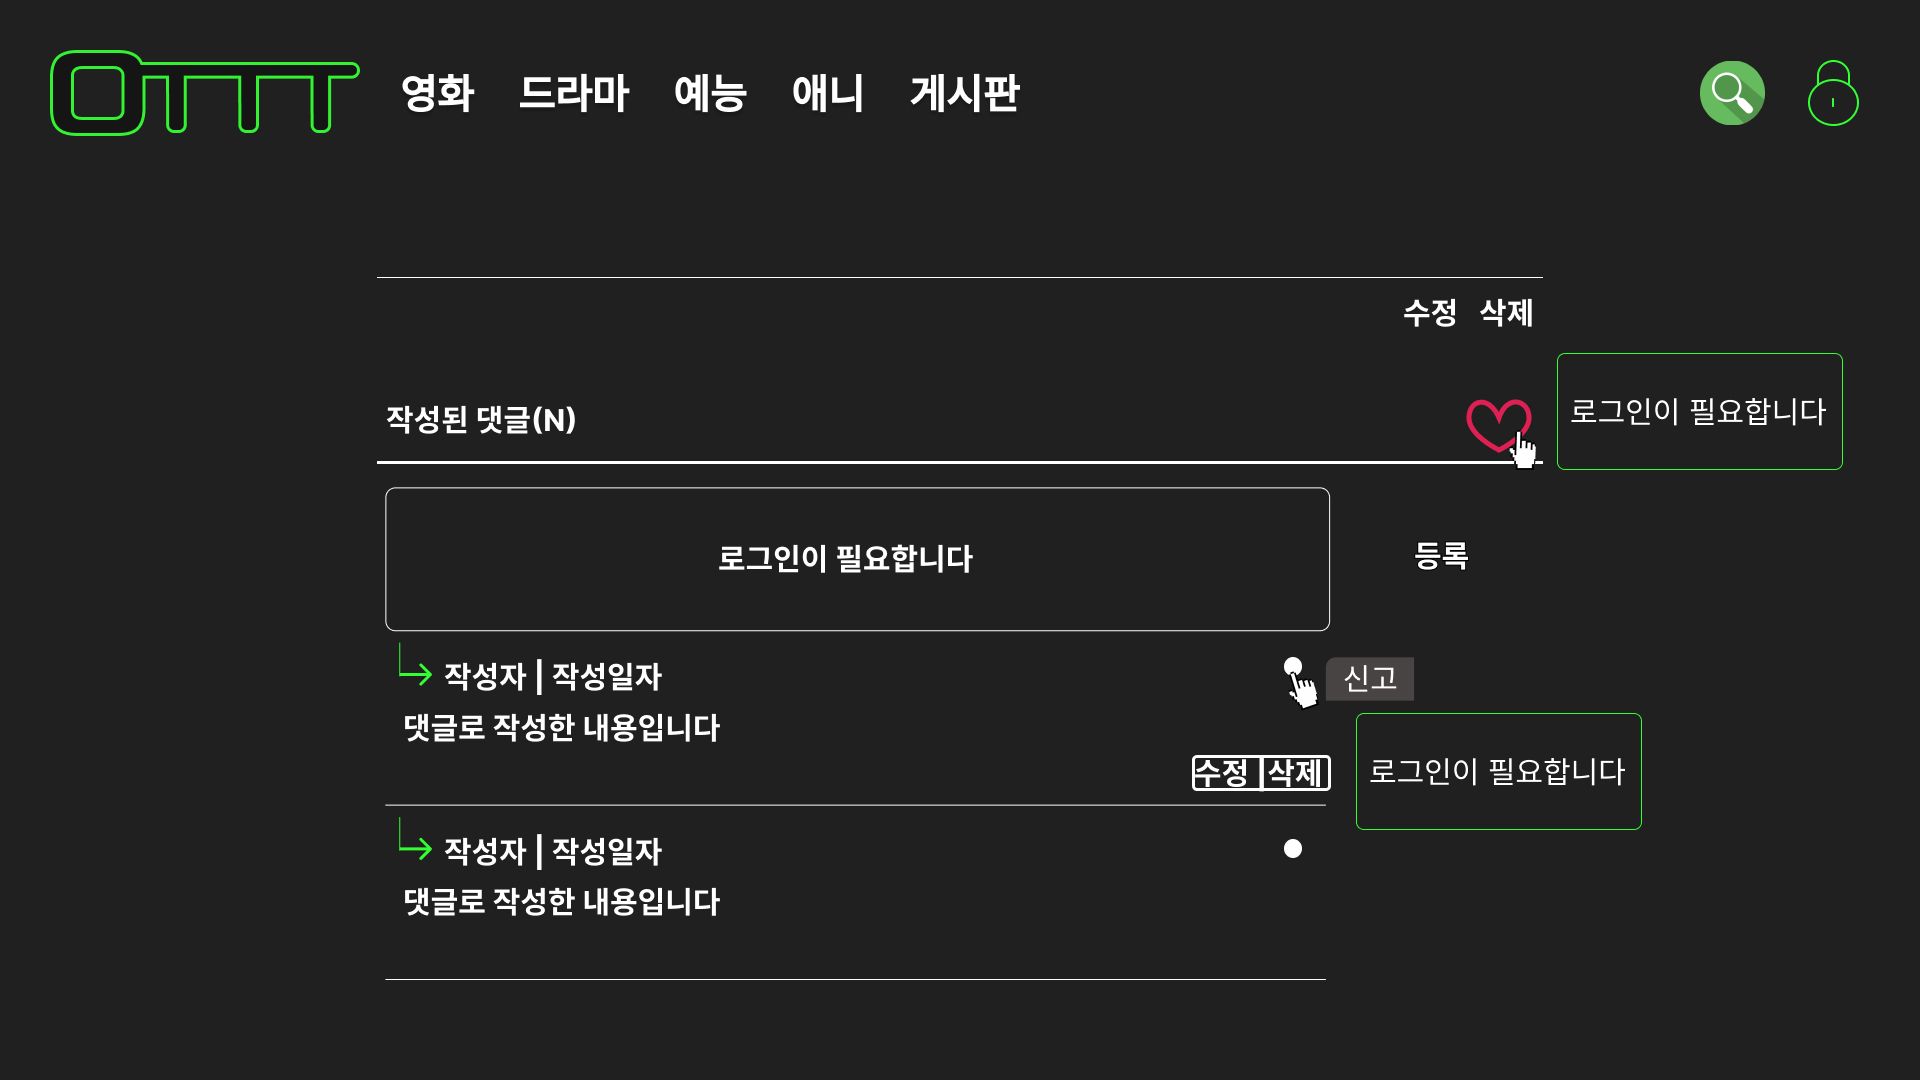 OTTT
영화 드라마 예능 애니 게시판
수정 삭제
작성된 댓글(N)
로그인이 필요합니다
로그인이 필요합니다
등록
작성자 | 작성일자
신고
댓글로 작성한 내용입니다
수정 |삭제
로그인이 필요합니다
작성자 | 작성일자
댓글로 작성한 내용입니다